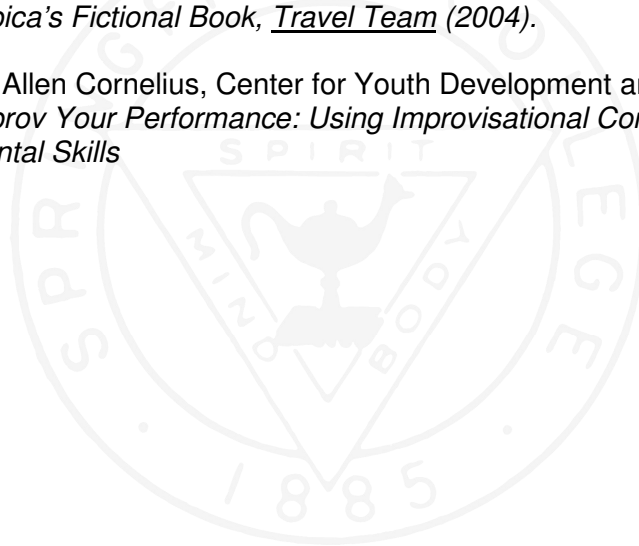 pica's Fictional Book, Travel Team (2004).
Allen Cornelius, Center for Youth Development a
prov Your Performance: Using Improvisational Co
ntal Skills
SPIRIT
MIND
BODY
1885